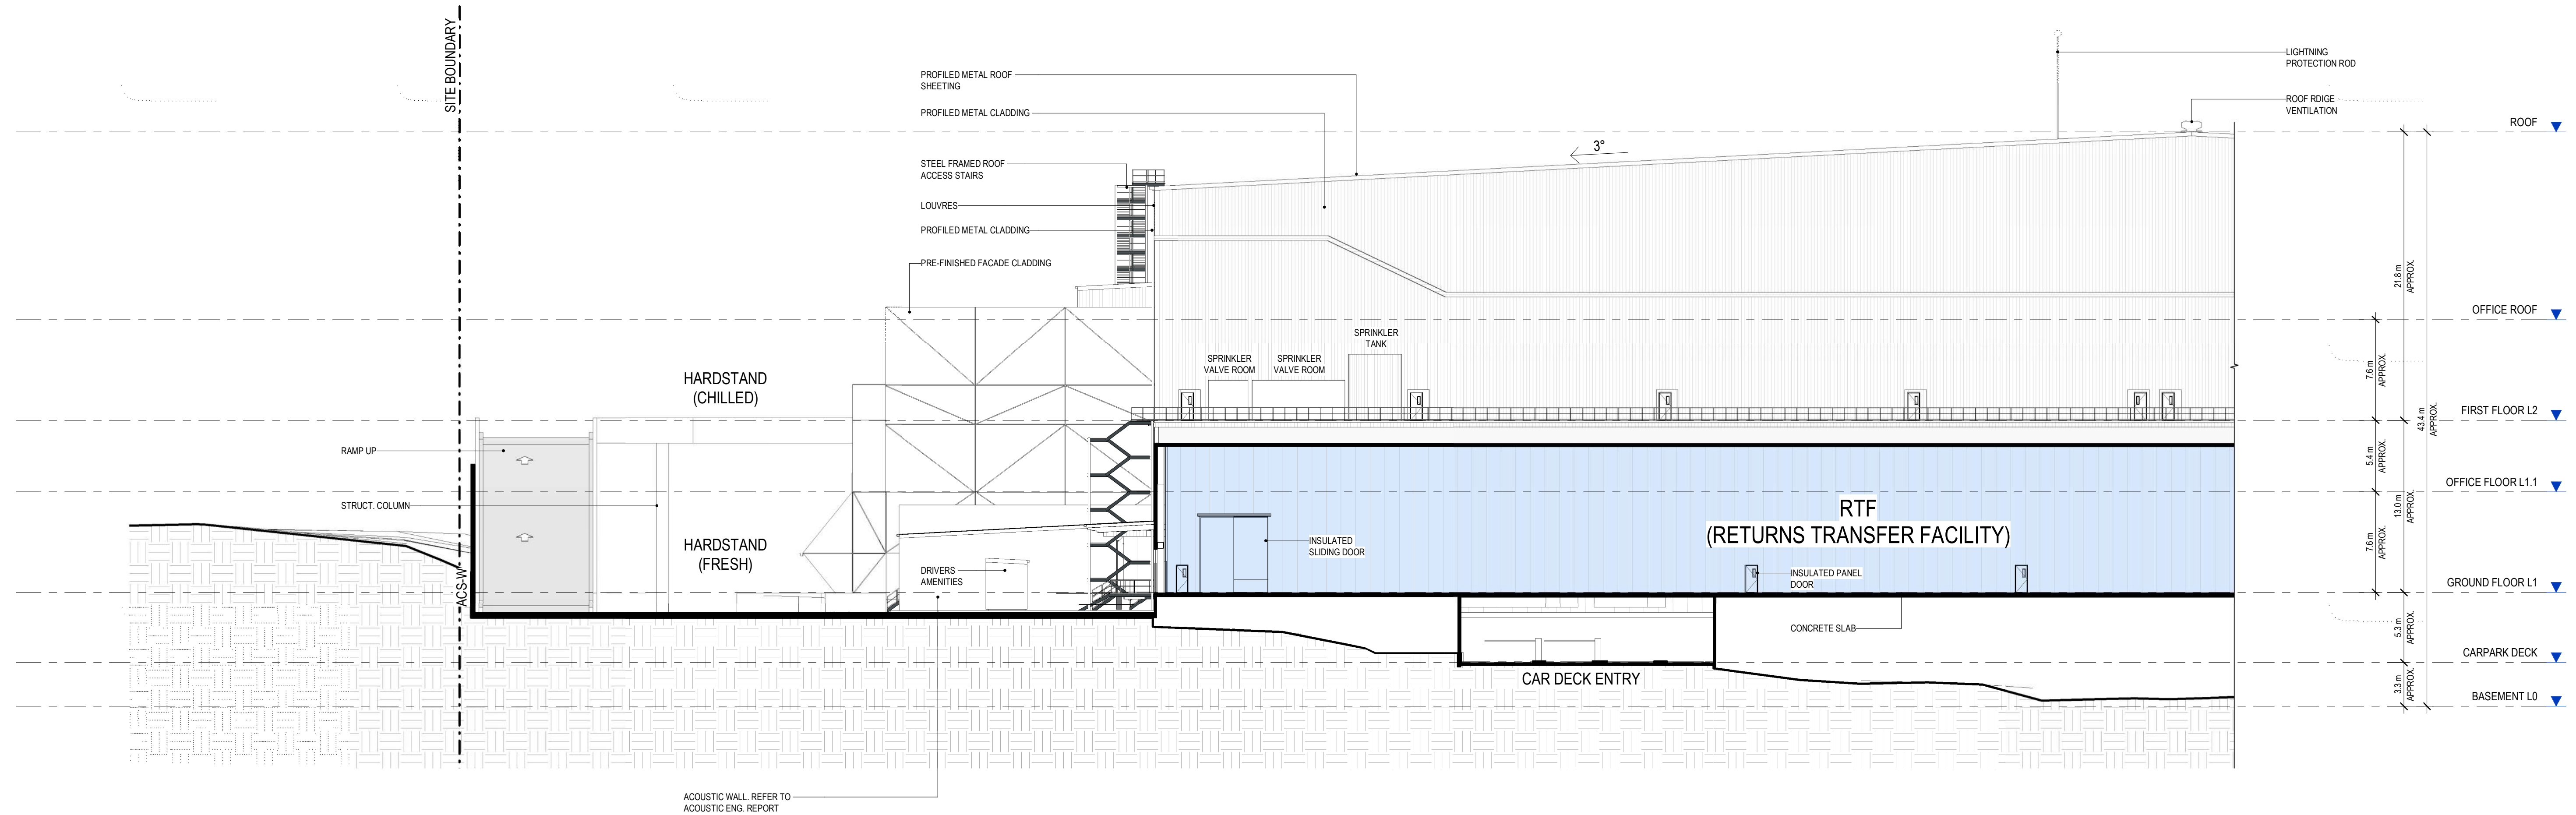 SITE BOUNDARY
PROFILED METAL ROOF
SHEETING
PROFILED METAL CLADDING
STEEL FRAMED ROOF
ACCESS STAIRS
LOUVRES
PROFILED METAL CLADDING
PRE-FINISHED FACADE CLADDING
3°
LIGHTNING
PROTECTION ROD
ROOF RDIGE
VENTILATION
ROOF
OFFICE ROOF
FIRST FLOOR L2
OFFICE FLOOR L1.1
GROUND FLOOR L1
CARPARK DECK
BASEMENT L0
21.8 m
APPROX.
7.6 m
APPROX.
43.4 m
APPROX.
5.4 m
APPROX.
13.0 m
APPROX.
7.6 m
APPROX.
5.3 m
APPROX.
3.3 m
APPROX.
SPRINKLER
TANK
SPRINKLER
VALVE ROOM
SPRINKLER
VALVE ROOM
HARDSTAND
(CHILLED)
RAMP UP
STRUCT. COLUMN
HARDSTAND
(FRESH)
DRIVERS
AMENITIES
ACS-W
RTF
(RETURNS TRANSFER FACILITY)
INSULATED
SLIDING DOOR
INSULATED PANEL
DOOR
CONCRETE SLAB
CAR DECK ENTRY
ACOUSTIC WALL. REFER TO
ACOUSTIC ENG. REPORT